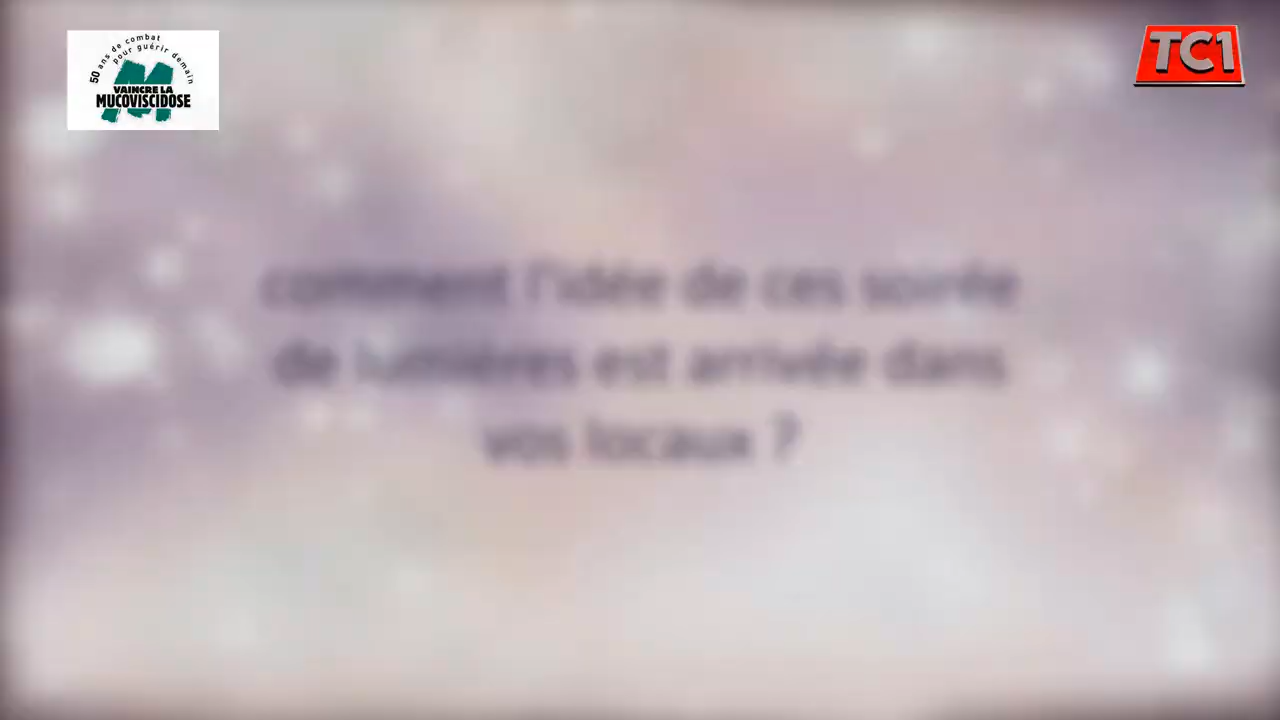 50 ans de combat
pour guérir demain
VAINCRE LA
MUCOVISCIDOSE
TC1
comment l'idée de ces soirée
de lumières est arrivée dans
vos locaux ?